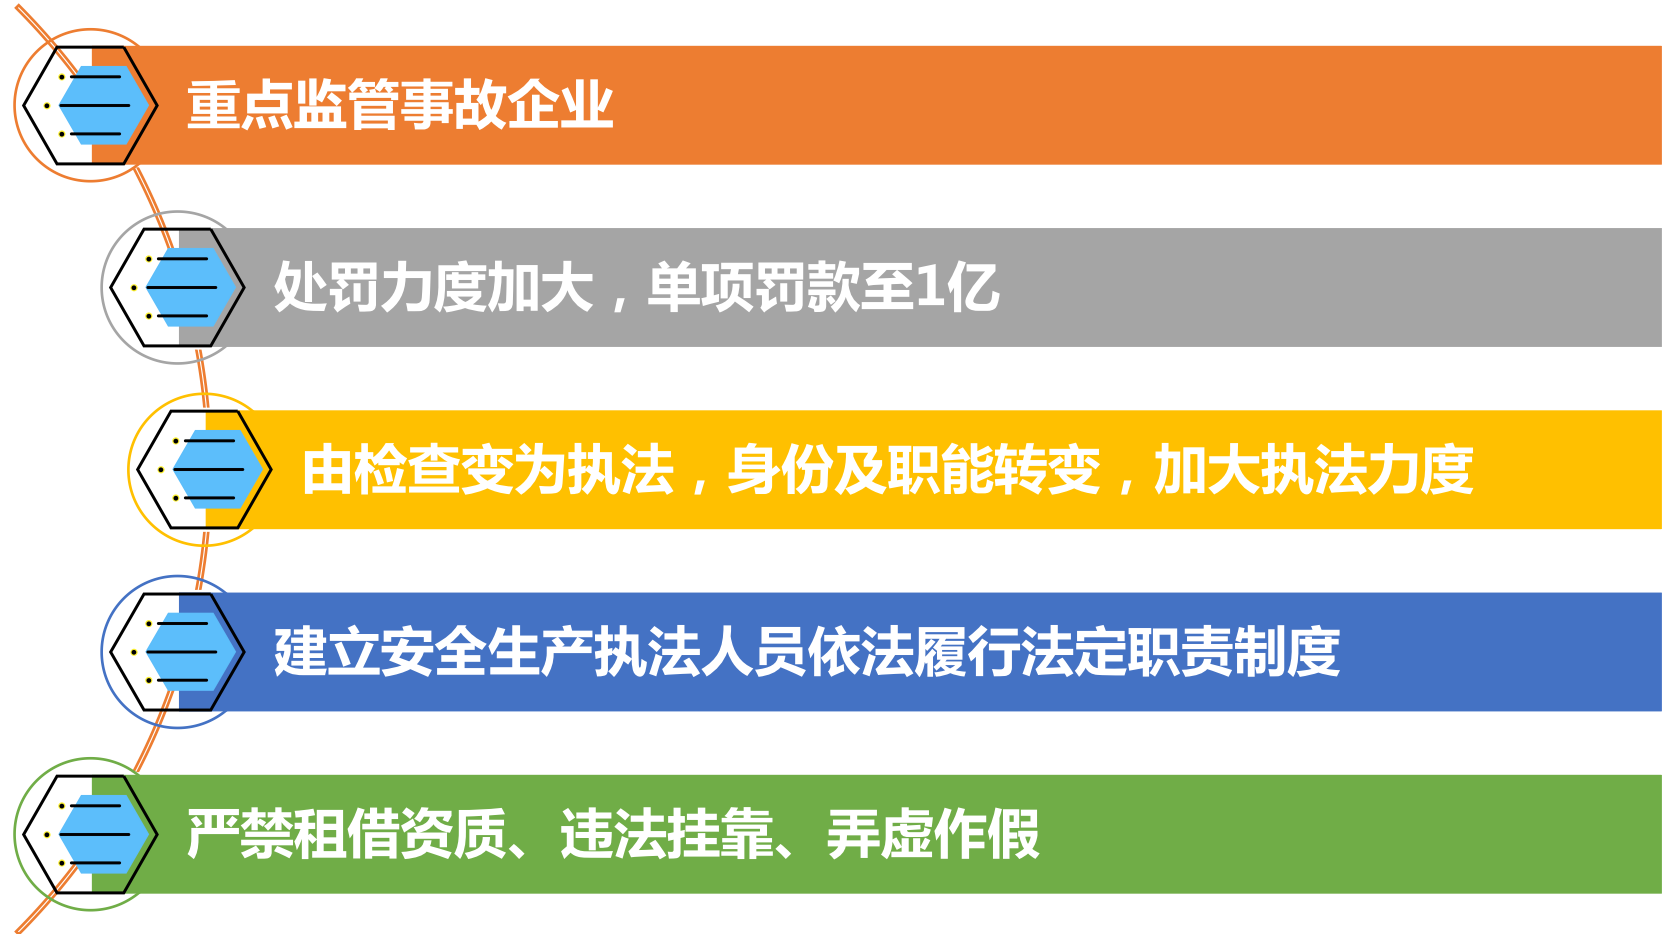 重点监管事故企业
处罚力度加大，单项罚款至1亿
由检查变为执法，身份及职能转变，加大执法力度
建立安全生产执法人员依法履行法定职责制度
严禁租借资质、违法挂靠、弄虚作假